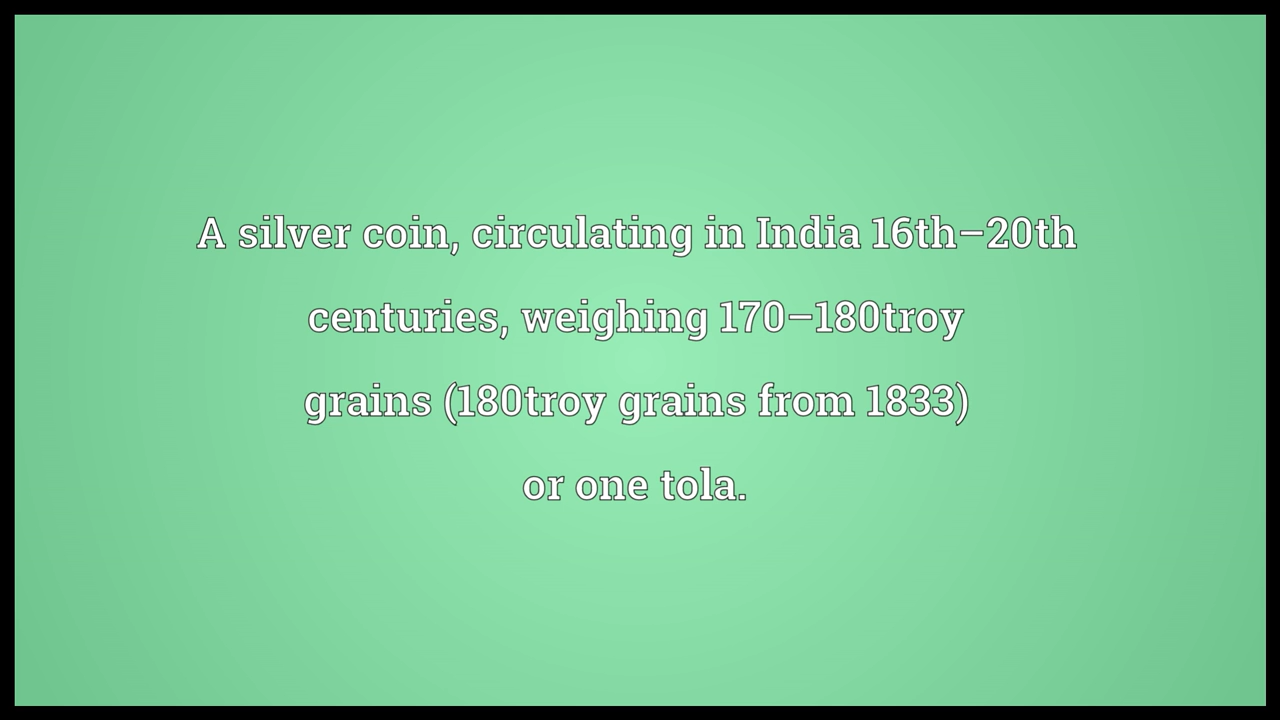 A silver coin, circulating in India 16th–20th
centuries, weighing 170–180troy
grains (180troy grains from 1833)
or one tola.